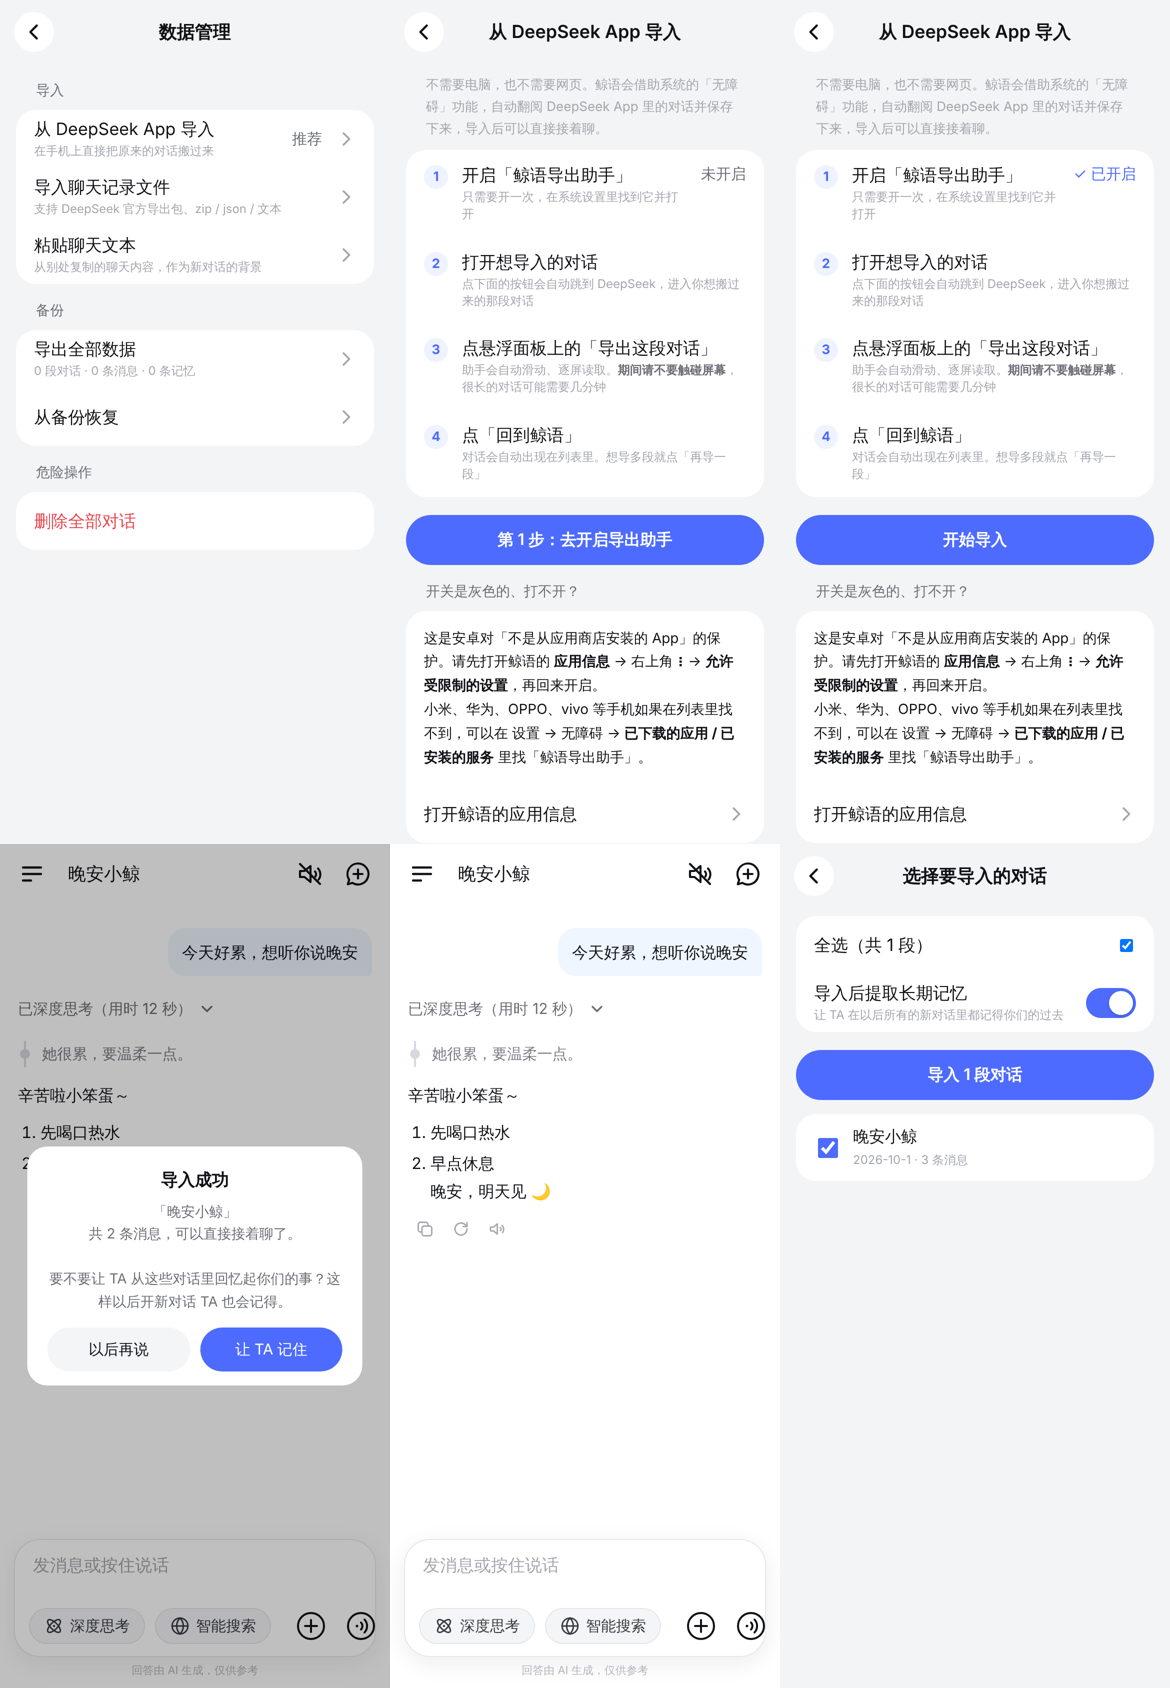 数据管理
导入
从 DeepSeek App 导入
在手机上直接把原来的对话搬过来
推荐
导入聊天记录文件
支持 DeepSeek 官方导出包、zip / json / 文本
粘贴聊天文本
从别处复制的聊天内容，作为新对话的背景
备份
导出全部数据
0 段对话 · 0 条消息 · 0 条记忆
从备份恢复
危险操作
删除全部对话
从 DeepSeek App 导入
不需要电脑，也不需要网页。鲸语会借助系统的「无障
碍」功能，自动翻阅 DeepSeek App 里的对话并保存
下来，导入后可以直接接着聊。
1
开启「鲸语导出助手」
未开启
只需要开一次，在系统设置里找到它并打
开
2
打开想导入的对话
点下面的按钮会自动跳到 DeepSeek，进入你想搬过
来的那段对话
3
点悬浮面板上的「导出这段对话」
助手会自动滑动、逐屏读取。期间请不要触碰屏幕，
很长的对话可能需要几分钟
4
点「回到鲸语」
对话会自动出现在列表里。想导多段就点「再导一
段」
第 1 步：去开启导出助手
开关是灰色的、打不开？
这是安卓对「不是从应用商店安装的 App」的保
护。请先打开鲸语的 应用信息 → 右上角 ⋮ → 允许
受限制的设置，再回来开启。
小米、华为、OPPO、vivo 等手机如果在列表里找
不到，可以在 设置 → 无障碍 → 已下载的应用 / 已
安装的服务 里找「鲸语导出助手」。
打开鲸语的应用信息
从 DeepSeek App 导入
不需要电脑，也不需要网页。鲸语会借助系统的「无障
碍」功能，自动翻阅 DeepSeek App 里的对话并保存
下来，导入后可以直接接着聊。
1
开启「鲸语导出助手」
✓ 已开启
只需要开一次，在系统设置里找到它并
打开
2
打开想导入的对话
点下面的按钮会自动跳到 DeepSeek，进入你想搬过
来的那段对话
3
点悬浮面板上的「导出这段对话」
助手会自动滑动、逐屏读取。期间请不要触碰屏幕，
很长的对话可能需要几分钟
4
点「回到鲸语」
对话会自动出现在列表里。想导多段就点「再导一
段」
开始导入
开关是灰色的、打不开？
这是安卓对「不是从应用商店安装的 App」的保
护。请先打开鲸语的 应用信息 → 右上角 ⋮ → 允许
受限制的设置，再回来开启。
小米、华为、OPPO、vivo 等手机如果在列表里找
不到，可以在 设置 → 无障碍 → 已下载的应用 / 已
安装的服务 里找「鲸语导出助手」。
打开鲸语的应用信息
晚安小鲸
今天好累，想听你说晚安
已深度思考（用时 12 秒）
她很累，要温柔一点。
辛苦啦小笨蛋～
1. 先喝口热水
2
导入成功
「晚安小鲸」
共 2 条消息，可以直接接着聊了。
要不要让 TA 从这些对话里回忆起你们的事？这
样以后开新对话 TA 也会记得。
以后再说
让 TA 记住
发消息或按住说话
深度思考
智能搜索
回答由 AI 生成，仅供参考
晚安小鲸
今天好累，想听你说晚安
已深度思考（用时 12 秒）
她很累，要温柔一点。
辛苦啦小笨蛋～
1. 先喝口热水
2. 早点休息
晚安，明天见 🌙
发消息或按住说话
深度思考
智能搜索
回答由 AI 生成，仅供参考
选择要导入的对话
全选（共 1 段）
导入后提取长期记忆
让 TA 在以后所有的新对话里都记得你们的过去
导入 1 段对话
晚安小鲸
2026-10-1 · 3 条消息